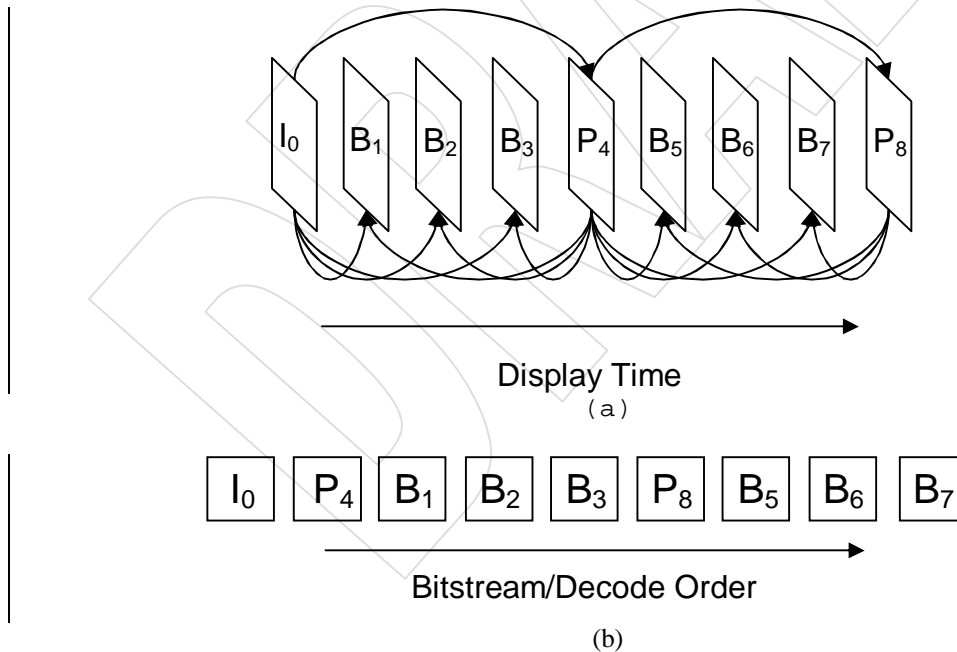 I₀ B₁ B₂ B₃ P₄ B₅ B₆ B₇ P₈
Display Time
(a)
I₀ P₄ B₁ B₂ B₃ P₈ B₅ B₆ B₇
Bitstream/Decode Order
(b)